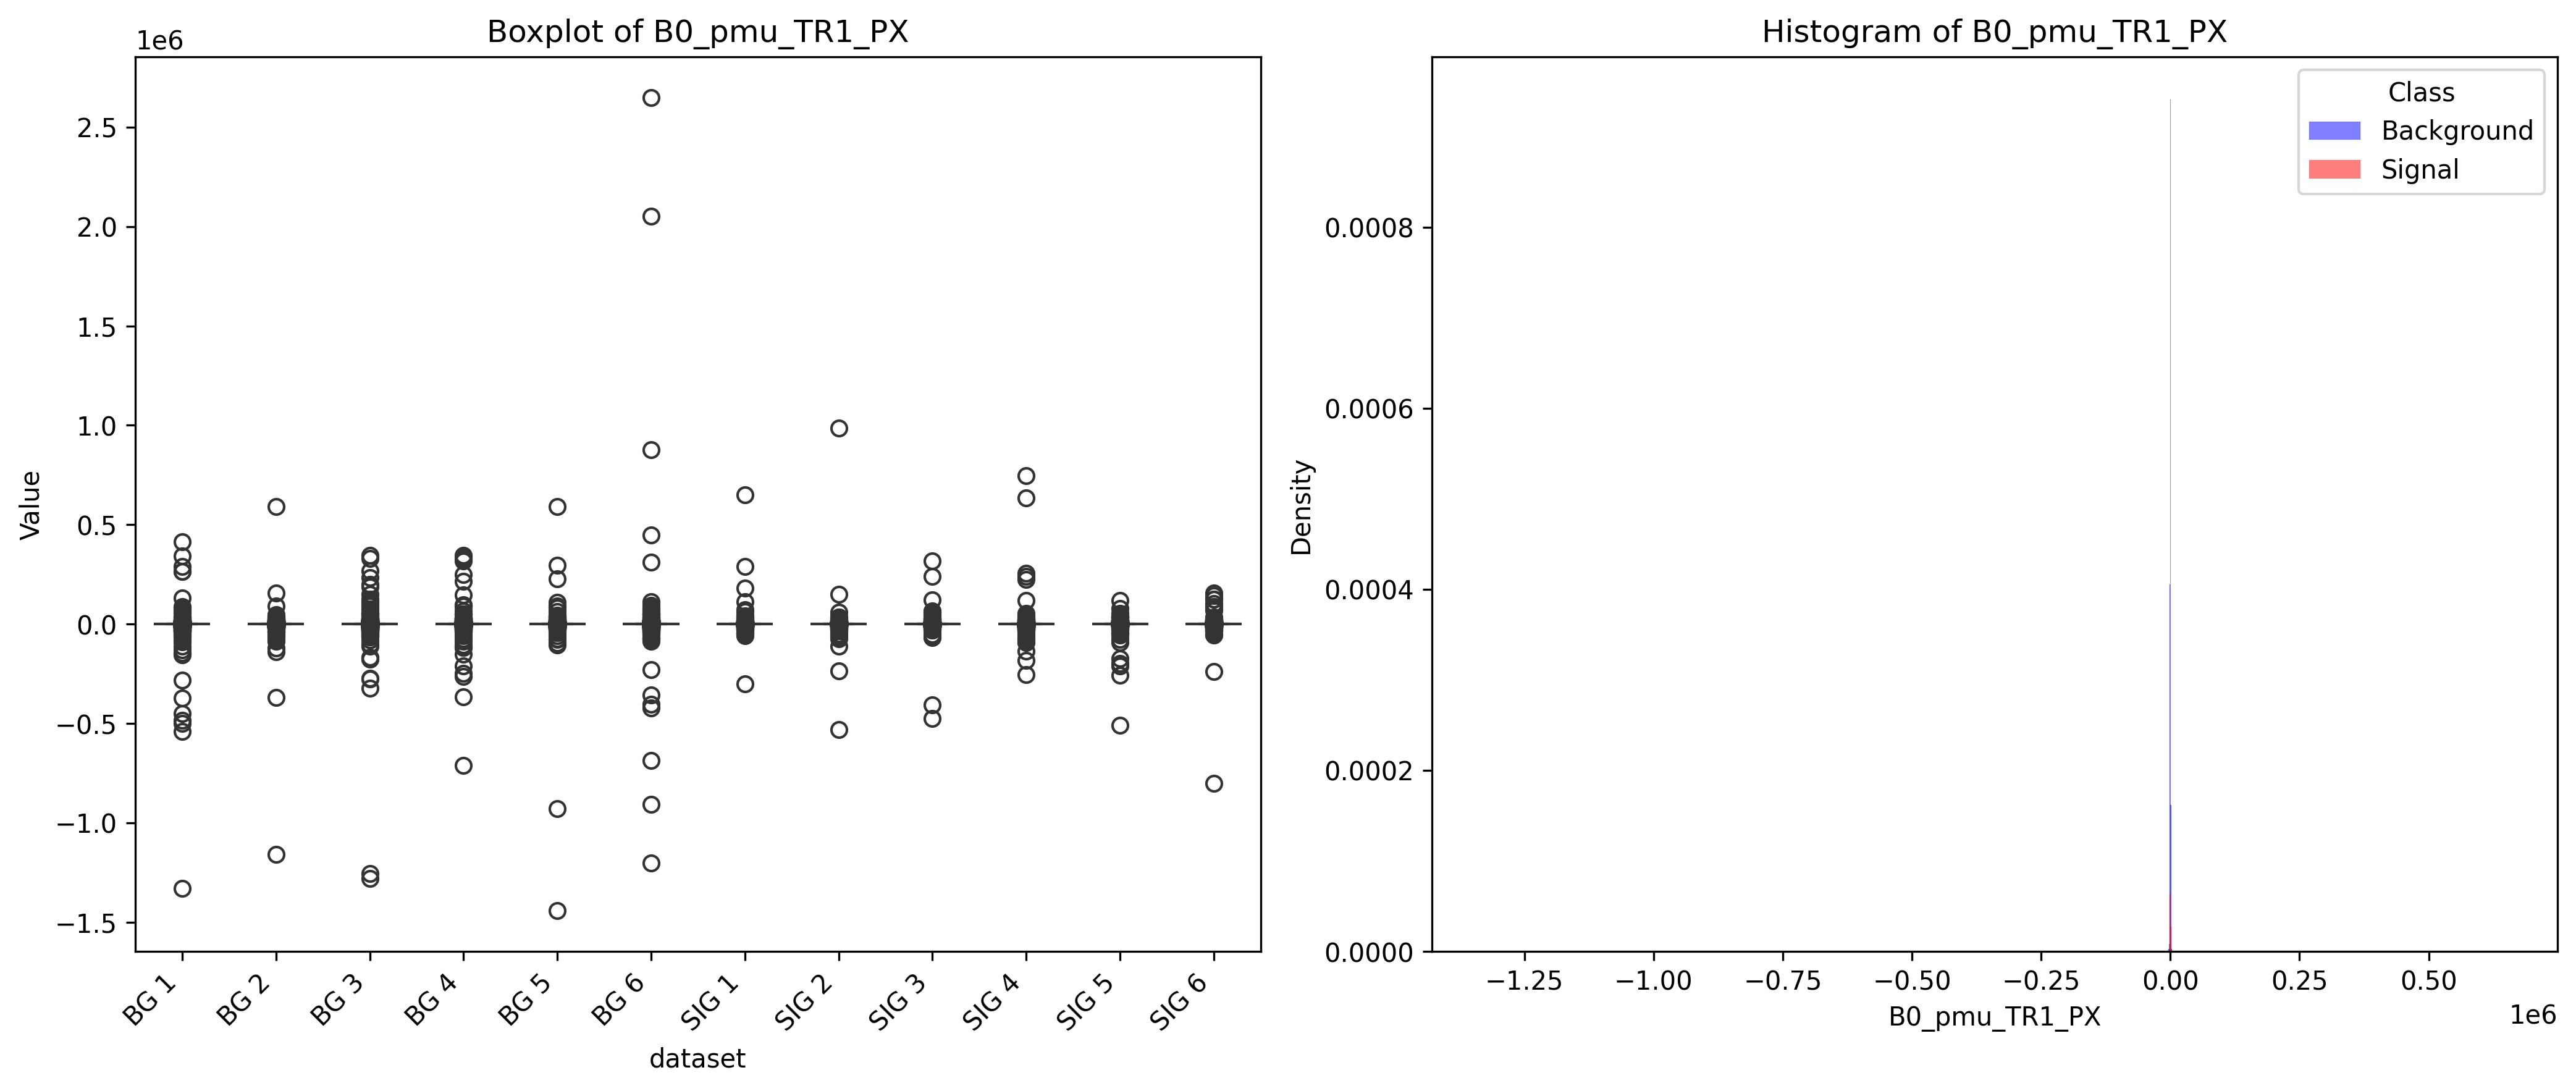 Boxplot of B0_pmu_TR1_PX
1e6
2.5
2.0
1.5
1.0
0.5
0.0
−0.5
−1.0
−1.5
Value
BG 1
BG 2
BG 3
BG 4
BG 5
BG 6
SIG 1
SIG 2
SIG 3
SIG 4
SIG 5
SIG 6
dataset
Histogram of B0_pmu_TR1_PX
Class
Background
Signal
0.0008
0.0006
0.0004
0.0002
0.0000
Density
−1.25
−1.00
−0.75
−0.50
−0.25
0.00
0.25
0.50
B0_pmu_TR1_PX
1e6